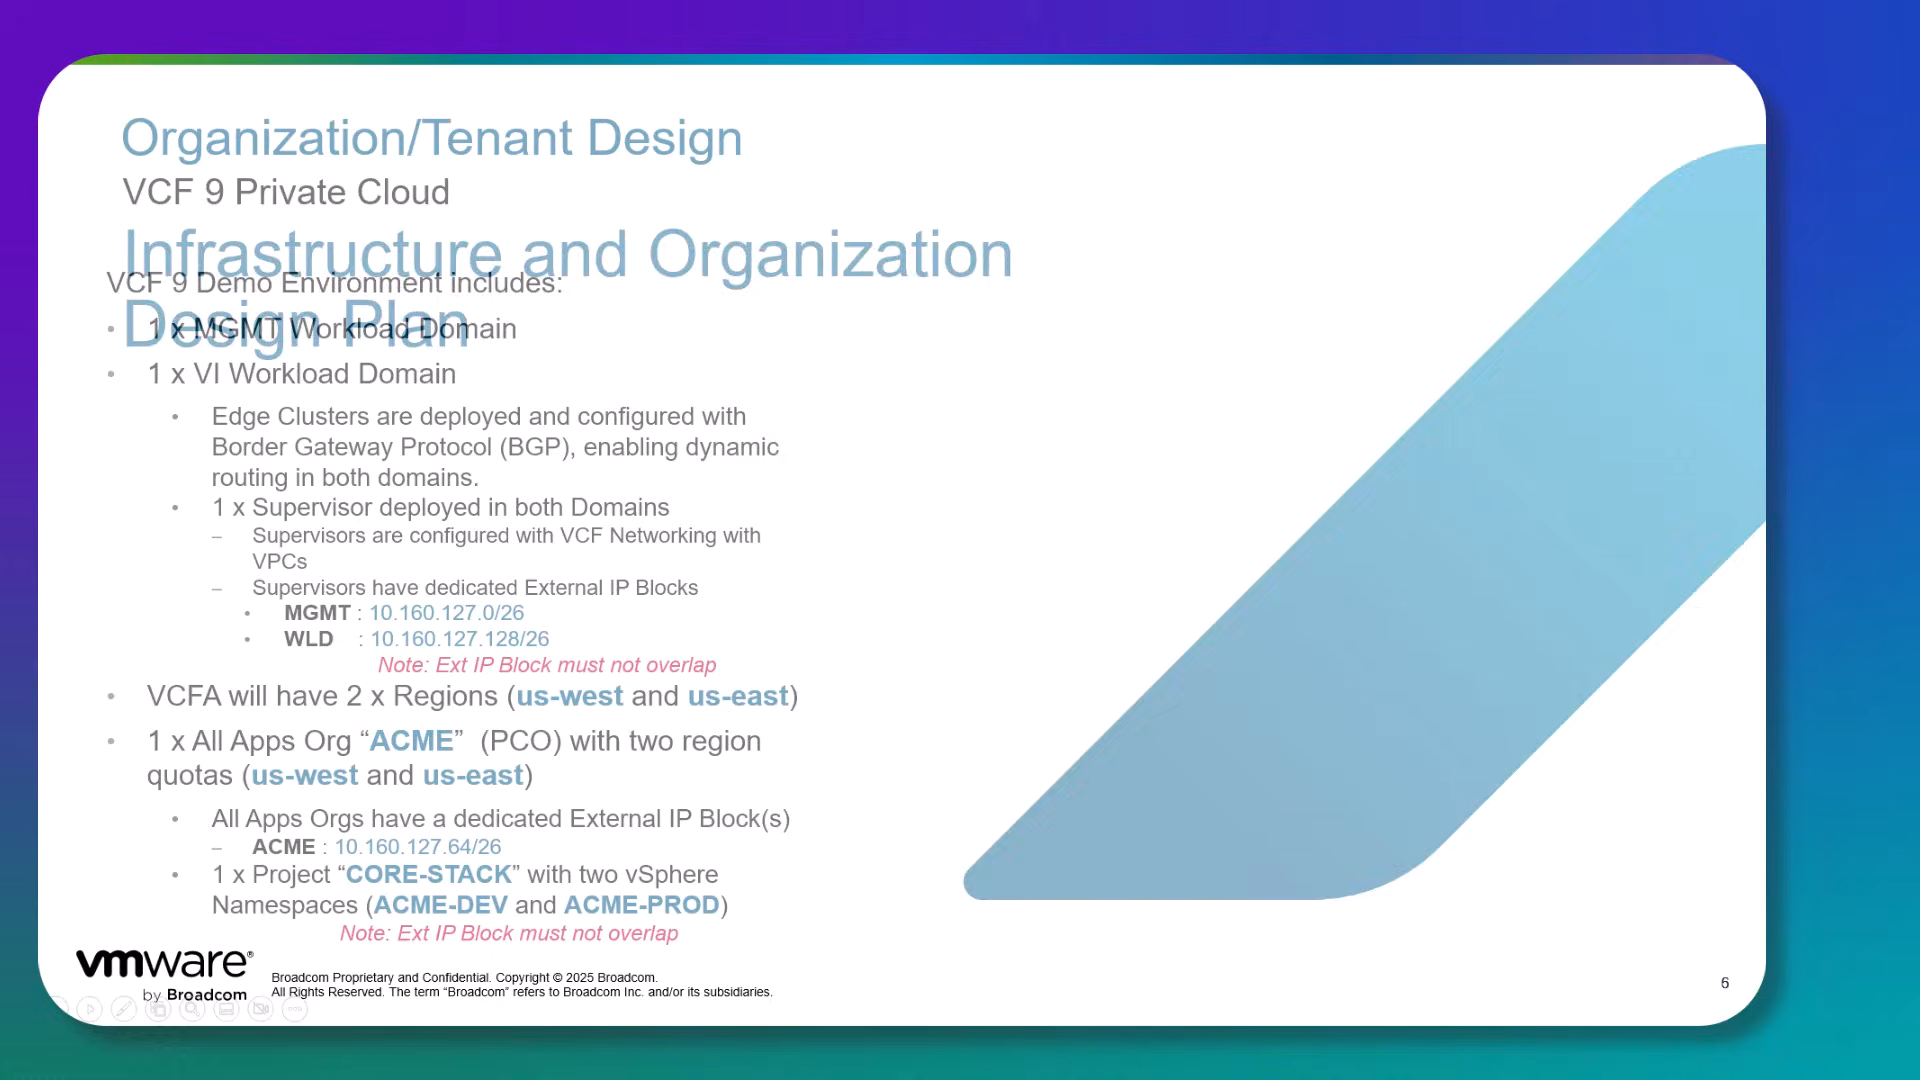 Organization/Tenant Design
VCF 9 Private Cloud
Infrastructure and Organization
Design Plan
VCF 9 Demo Environment includes:
• 1 x MGMT Workload Domain
• 1 x VI Workload Domain
• Edge Clusters are deployed and configured with
Border Gateway Protocol (BGP), enabling dynamic
routing in both domains.
• 1 x Supervisor deployed in both Domains
– Supervisors are configured with VCF Networking with
VPCs
– Supervisors have dedicated External IP Blocks
• MGMT : 10.160.127.0/26
• WLD : 10.160.127.128/26
Note: Ext IP Block must not overlap
• VCFA will have 2 x Regions (us-west and us-east)
• 1 x All Apps Org “ACME” (PCO) with two region
quotas (us-west and us-east)
• All Apps Orgs have a dedicated External IP Block(s)
– ACME : 10.160.127.64/26
• 1 x Project “CORE-STACK” with two vSphere
Namespaces (ACME-DEV and ACME-PROD)
Note: Ext IP Block must not overlap
vmware®
by Broadcom
Broadcom Proprietary and Confidential. Copyright © 2025 Broadcom.
All Rights Reserved. The term “Broadcom” refers to Broadcom Inc. and/or its subsidiaries.
6